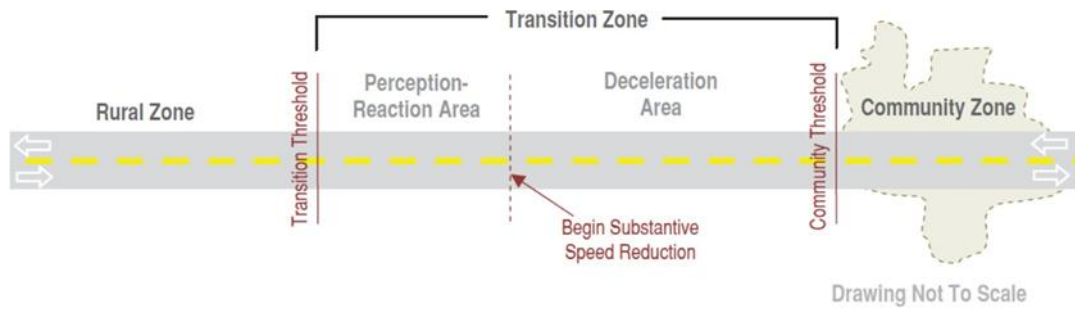 Transition Zone
Rural Zone
Transition Threshold
Perception-
Reaction Area
Deceleration
Area
Community Threshold
Community Zone
Begin Substantive
Speed Reduction
Drawing Not To Scale